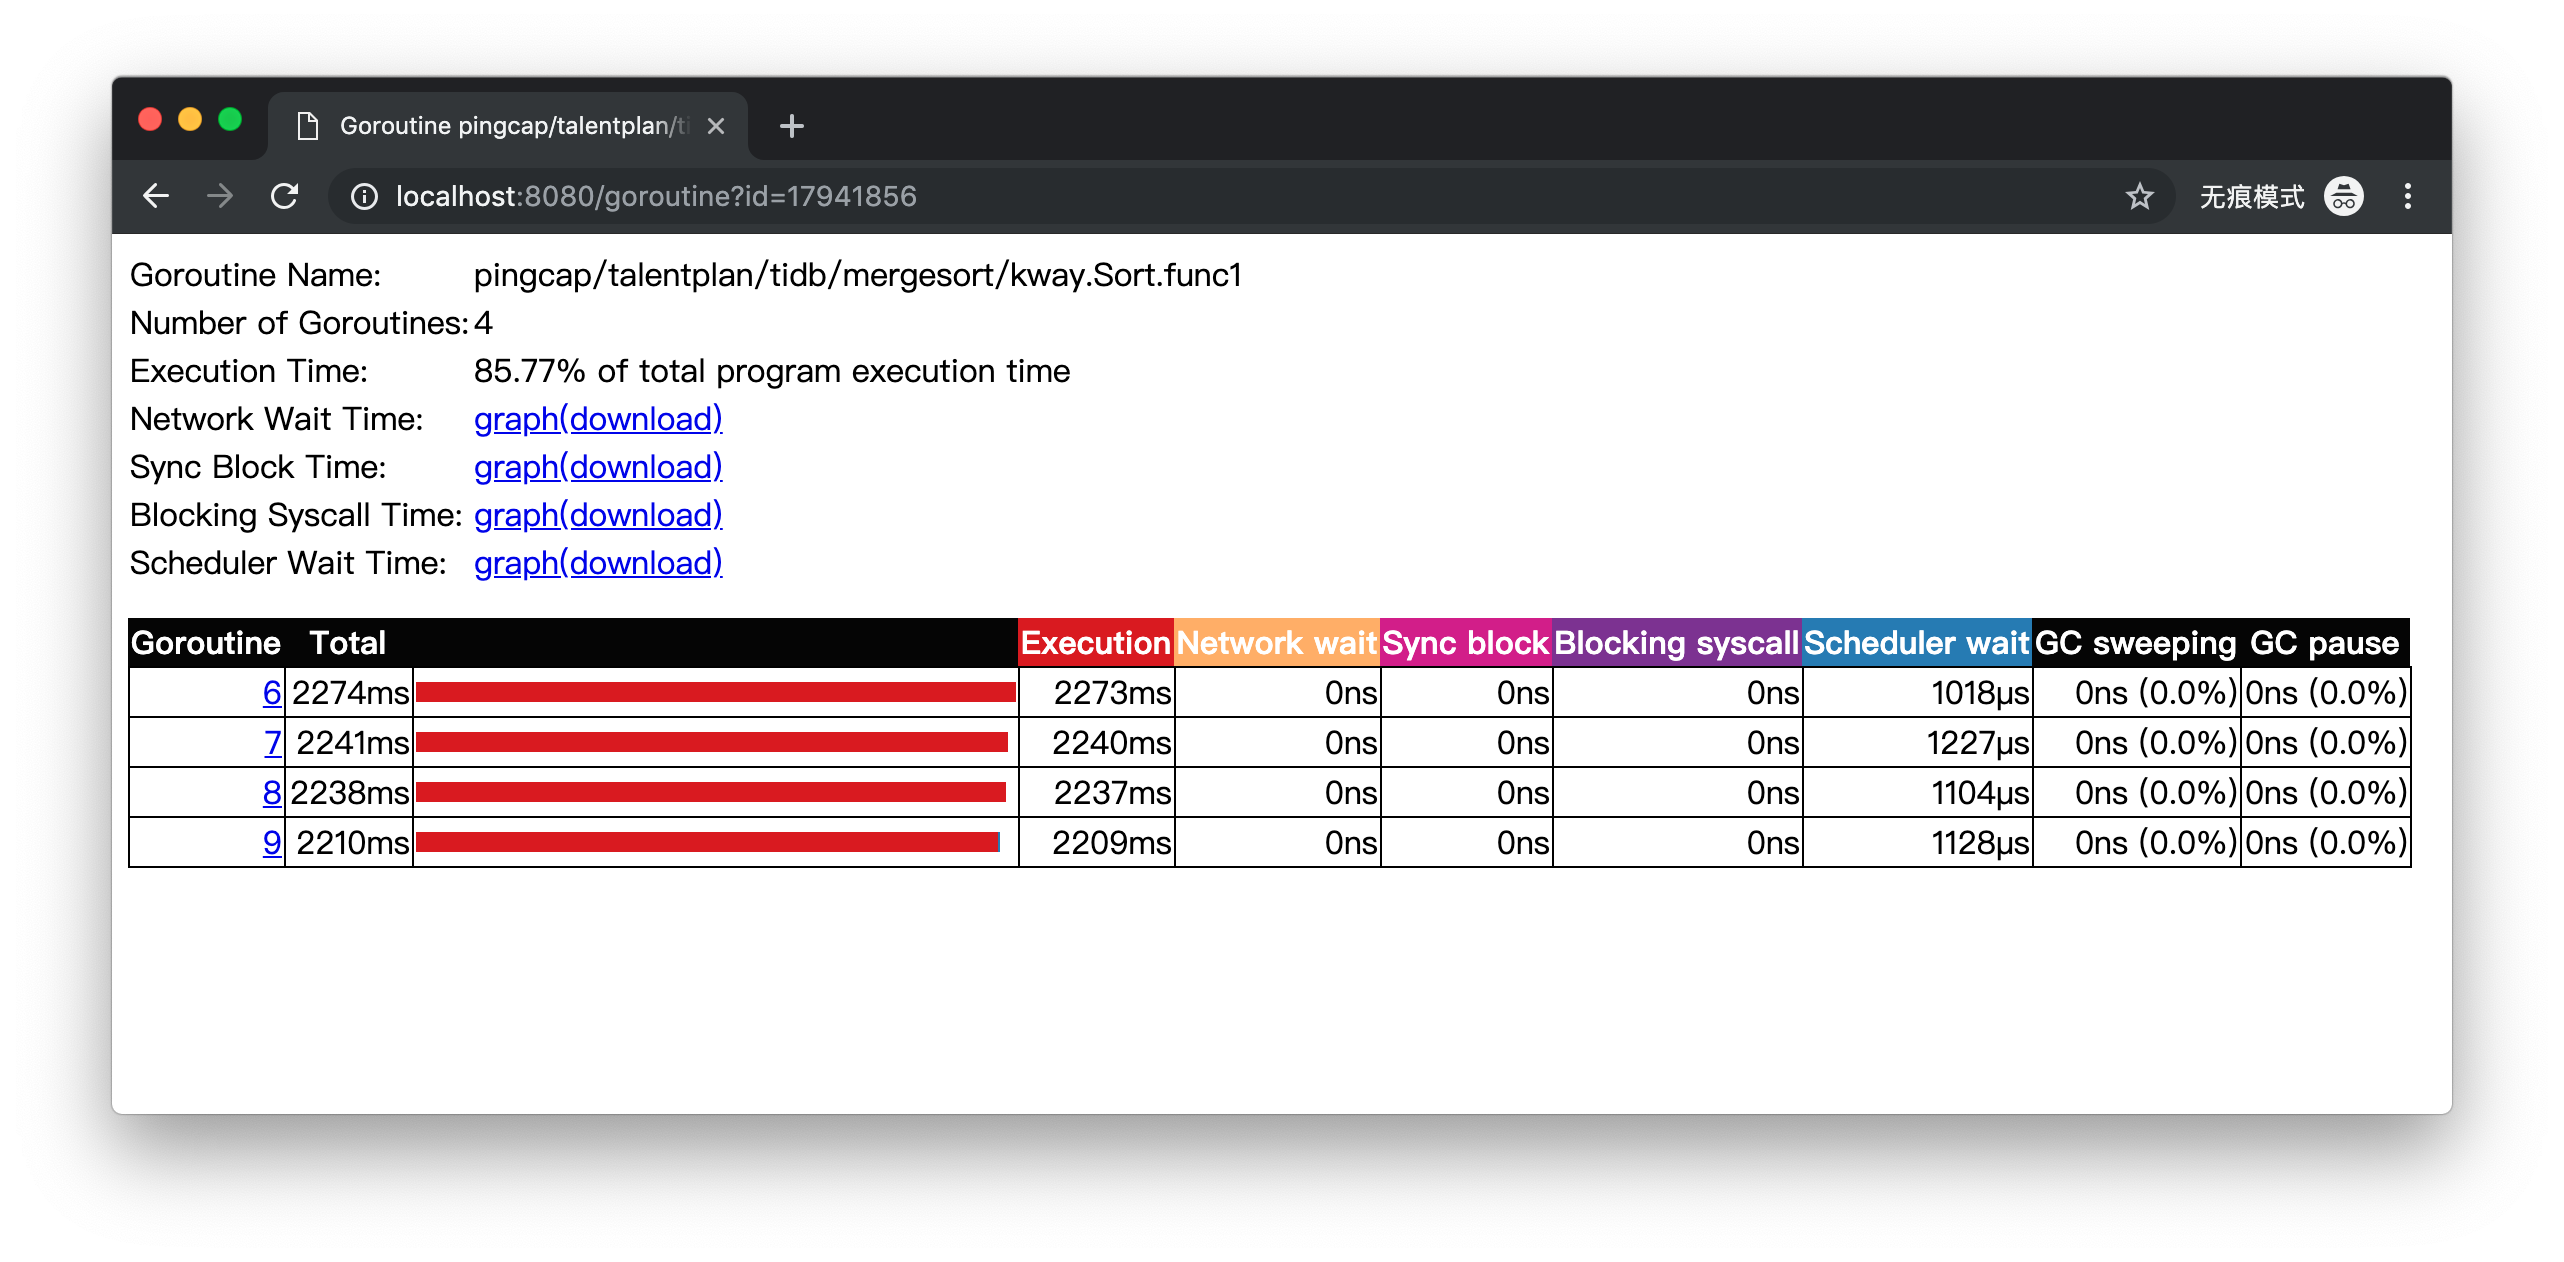 Goroutine pingcap/talentplan/ti
localhost:8080/goroutine?id=17941856
无痕模式
Goroutine Name: pingcap/talentplan/tidb/mergesort/kway.Sort.func1
Number of Goroutines: 4
Execution Time: 85.77% of total program execution time
Network Wait Time: graph(download)
Sync Block Time: graph(download)
Blocking Syscall Time: graph(download)
Scheduler Wait Time: graph(download)
Goroutine Total Execution Network wait Sync block Blocking syscall Scheduler wait GC sweeping GC pause
6 2274ms 2273ms 0ns 0ns 0ns 1018µs 0ns (0.0%) 0ns (0.0%)
7 2241ms 2240ms 0ns 0ns 0ns 1227µs 0ns (0.0%) 0ns (0.0%)
8 2238ms 2237ms 0ns 0ns 0ns 1104µs 0ns (0.0%) 0ns (0.0%)
9 2210ms 2209ms 0ns 0ns 0ns 1128µs 0ns (0.0%) 0ns (0.0%)